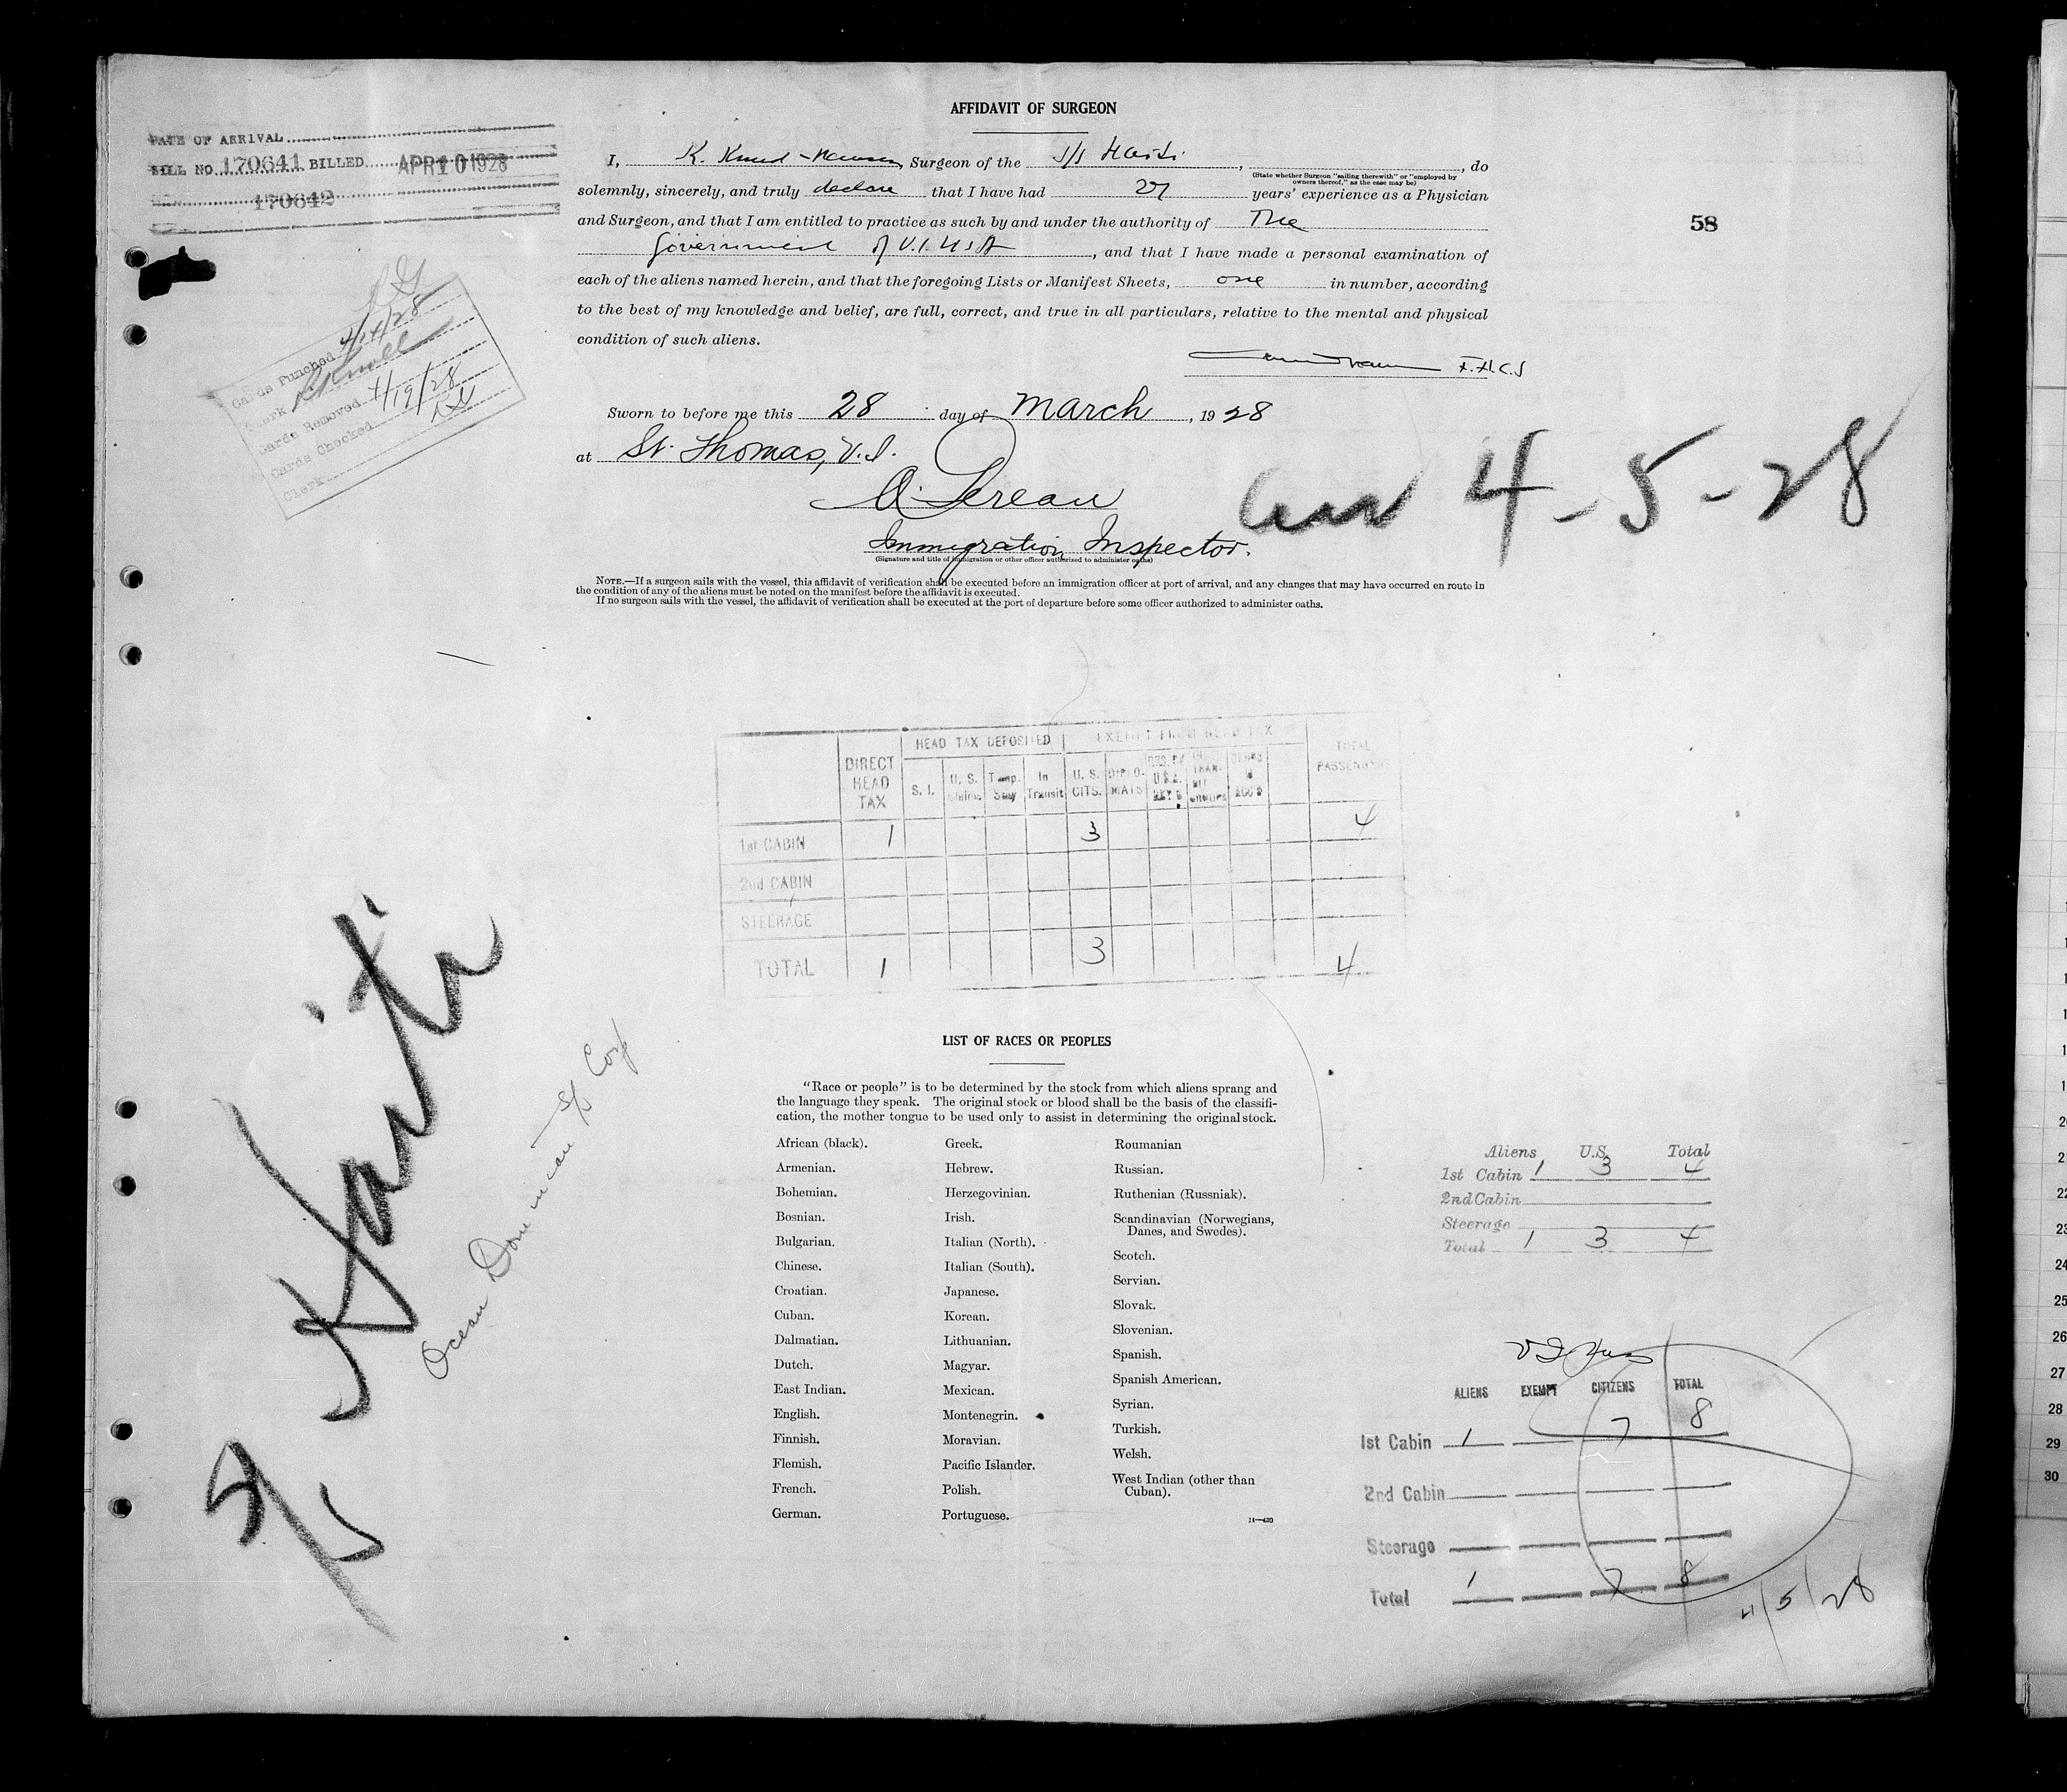 AFFIDAVIT OF SURGEON
DATE OF ARRIVAL
BILL NO. 170641 BILLED APR 10 1928
170642
I, K. Knud-Hansen, Surgeon of the S/S Haiti, , do
(State whether Surgeon "sailing therewith" or "employed by
owners thereof," as the case may be)
solemnly, sincerely, and truly declare that I have had 27 years' experience as a Physician
and Surgeon, and that I am entitled to practice as such by and under the authority of The
Government of V.I. USA, and that I have made a personal examination of
each of the aliens named herein, and that the foregoing Lists or Manifest Sheets, one in number, according
to the best of my knowledge and belief, are full, correct, and true in all particulars, relative to the mental and physical
condition of such aliens.
58
Cards Punched 4/14/28
Clerk
Cards Removed 4/19/28
Cards Checked
Clerk
Sworn to before me this 28 day of March, 1928
at St. Thomas, V.I.
4-5-28
Immigration Inspector.
(Signature and title of immigration or other officer authorized to administer oaths)
NOTE.—If a surgeon sails with the vessel, this affidavit of verification shall be executed before an immigration officer at port of arrival, and any changes that may have occurred en route in
the condition of any of the aliens must be noted on the manifest before the affidavit is executed.
If no surgeon sails with the vessel, the affidavit of verification shall be executed at the port of departure before some officer authorized to administer oaths.
HEAD TAX DEPOSITED EXEMPT FROM HEAD TAX
DIRECT HEAD TAX S. I. U. S. Temp. Stay In Transit U. S. CITS. DIPLOMATS TOTAL PASSENGERS
1st CABIN 1 3 4
2nd CABIN
STEERAGE
TOTAL 1 3 4
S/S Haiti
Ocean Dominion S/S Corp
LIST OF RACES OR PEOPLES
"Race or people" is to be determined by the stock from which aliens sprang and
the language they speak. The original stock or blood shall be the basis of the classifi-
cation, the mother tongue to be used only to assist in determining the original stock.
African (black).
Armenian.
Bohemian.
Bosnian.
Bulgarian.
Chinese.
Croatian.
Cuban.
Dalmatian.
Dutch.
East Indian.
English.
Finnish.
Flemish.
French.
German.
Greek.
Hebrew.
Herzegovinian.
Irish.
Italian (North).
Italian (South).
Japanese.
Korean.
Lithuanian.
Magyar.
Mexican.
Montenegrin.
Moravian.
Pacific Islander.
Polish.
Portuguese.
Roumanian
Russian.
Ruthenian (Russniak).
Scandinavian (Norwegians,
Danes, and Swedes).
Scotch.
Servian.
Slovak.
Slovenian.
Spanish.
Spanish American.
Syrian.
Turkish.
Welsh.
West Indian (other than
Cuban).
14—430
Aliens U.S. Total
1st Cabin 1 3 4
2nd Cabin
Steerage
Total 1 3 4
ALIENS EXEMPT CITIZENS TOTAL
1st Cabin 1 7 8
2nd Cabin
Steerage
Total 1 7 8
4/5/28
22
23
24
25
26
27
28
29
30